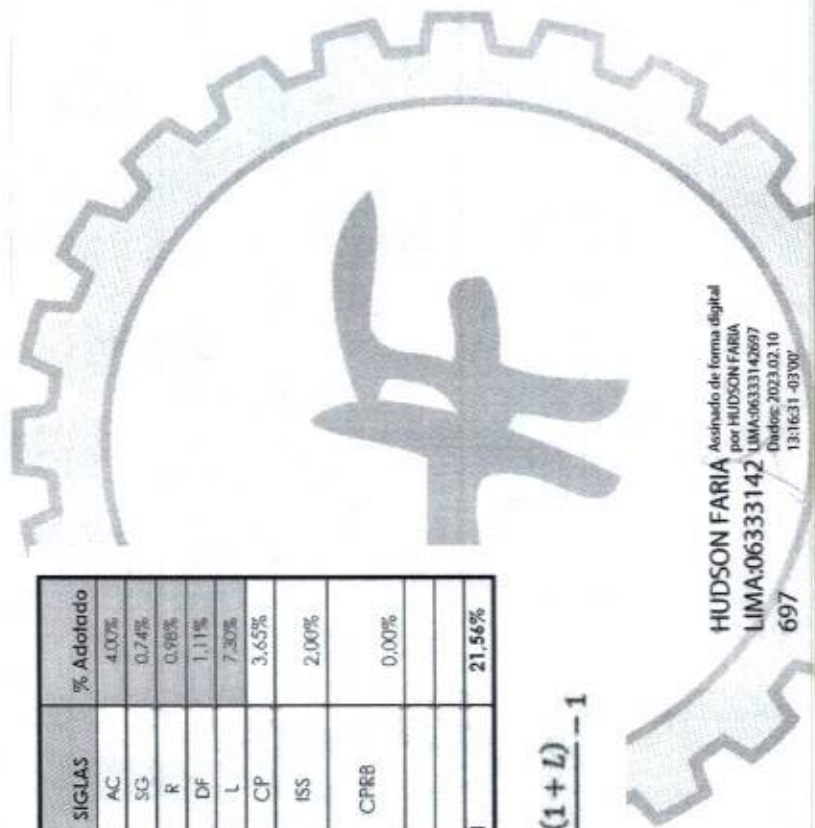 SIGLAS % Adotado
AC 4,00%
SG 0,74%
R 0,98%
DF 1,11%
L 7,30%
CP 3,65%
ISS 2,00%
CPRB 0,00%
21,56%
(1 + L)
- 1
HUDSON FARIA
LIMA:06333142
697
Assinado de forma digital
por HUDSON FARIA
LIMA:06333142697
Dados: 2023.02.10
13:16:31 -03'00'